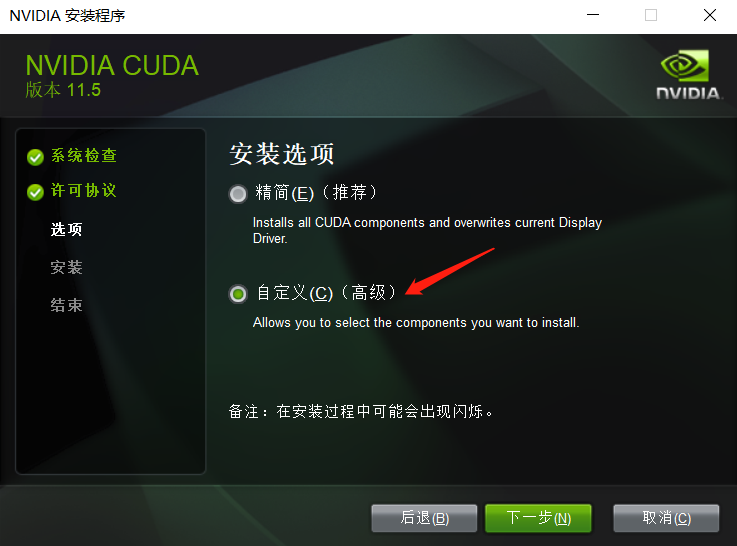 NVIDIA 安装程序
NVIDIA CUDA
版本 11.5
nVIDIA.
系统检查
许可协议
选项
安装
结束
安装选项
精简(E)（推荐）
Installs all CUDA components and overwrites current Display
Driver.
自定义(C)（高级）
Allows you to select the components you want to install.
备注：在安装过程中可能会出现闪烁。
后退(B)
下一步(N)
取消(C)